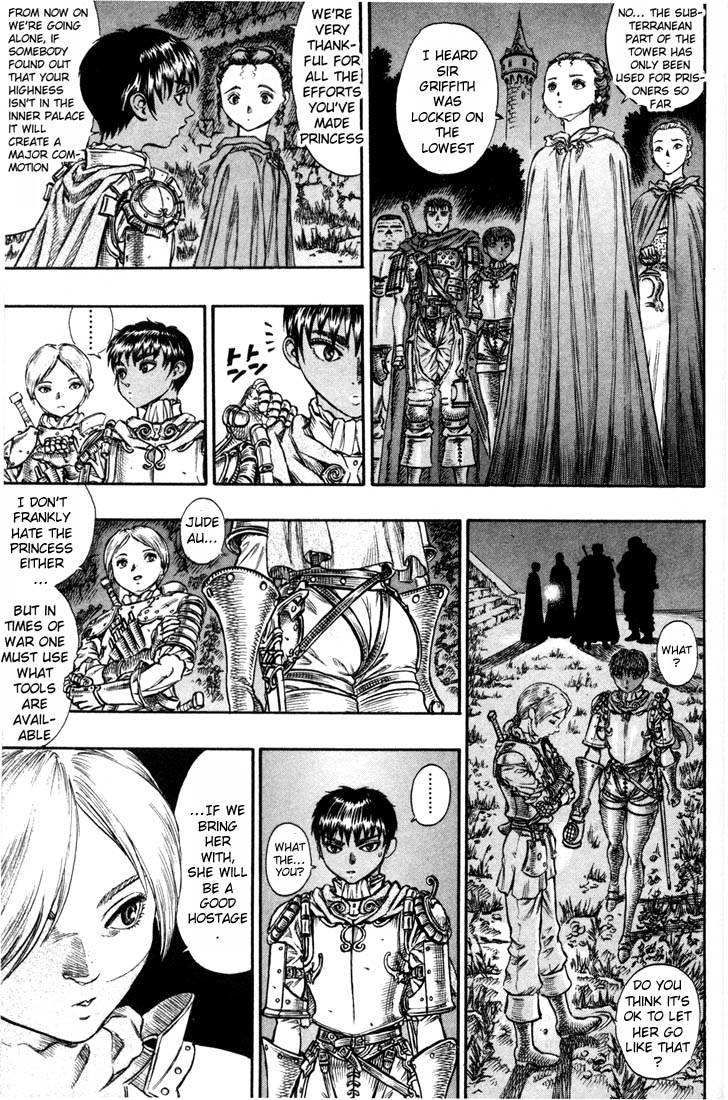 NO... THE SUB-
TERRANEAN
PART OF
THE TOWER
HAS ONLY
BEEN
USED FOR PRIS-
ONERS SO
FAR
I HEARD
SIR
GRIFFITH
WAS
LOCKED ON
THE
LOWEST
WE'RE
VERY
THANK-
FUL FOR
ALL THE
EFFORTS
YOU'VE
MADE
PRINCESS
FROM NOW ON
WE'RE GOING
ALONE, IF
SOMEBODY
FOUND OUT
THAT YOUR
HIGHNESS
ISN'T IN THE
INNER PALACE
IT WILL
CREATE A
MAJOR COM-
MOTION
トントン
........
WHAT
?
DO YOU
THINK IT'S
OK TO LET
HER GO
LIKE THAT
?
JUDE
AU...
I DON'T
FRANKLY
HATE THE
PRINCESS
EITHER
...
BUT IN
TIMES OF
WAR ONE
MUST USE
WHAT
TOOLS
ARE
AVAIL-
ABLE
........
WHAT
THE...
YOU?
...IF WE
BRING
HER
WITH,
SHE WILL
BE A
GOOD
HOSTAGE